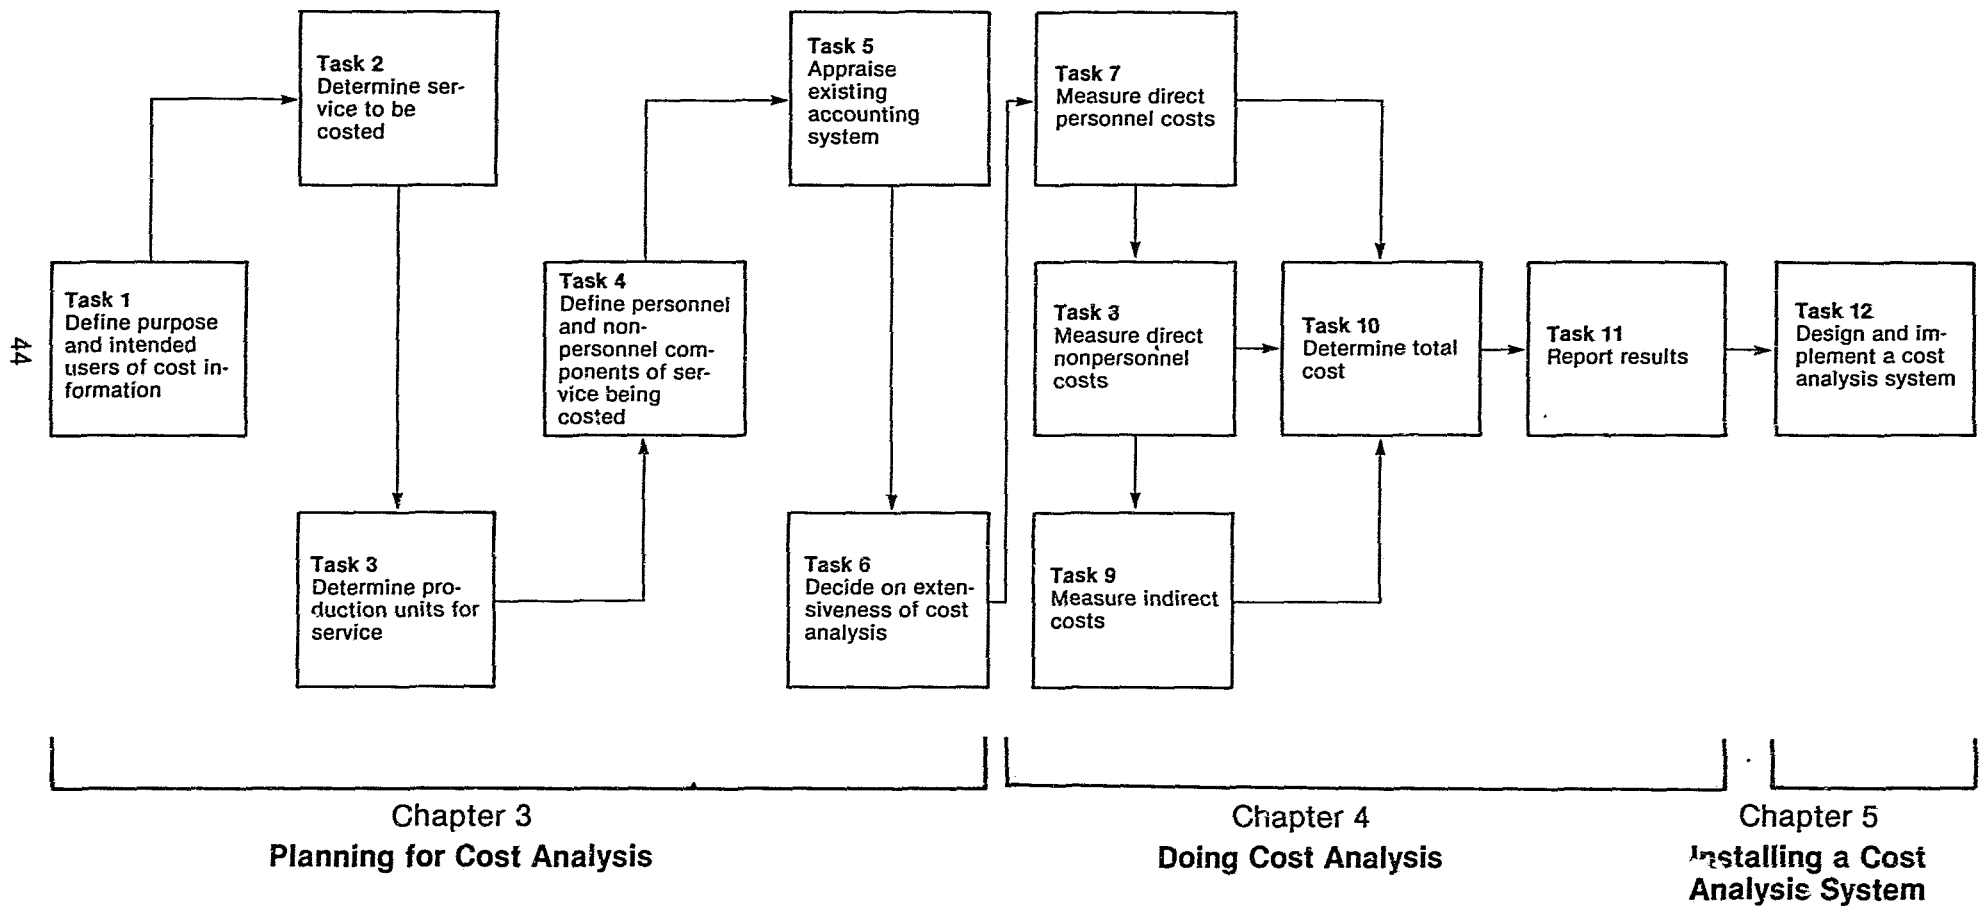 Task 1
Define purpose
and intended
users of cost in-
formation
Task 2
Determine ser-
vice to be
costed
Task 3
Determine pro-
duction units for
service
Task 4
Define personnel
and non-
personnel com-
ponents of ser-
vice being
costed
Task 5
Appraise
existing
accounting
system
Task 6
Decide on exten-
siveness of cost
analysis
Task 7
Measure direct
personnel costs
Task 3
Measure direct
nonpersonnel
costs
Task 9
Measure indirect
costs
Task 10
Determine total
cost
Task 11
Report results
Task 12
Design and im-
plement a cost
analysis system
44
Chapter 3
Planning for Cost Analysis
Chapter 4
Doing Cost Analysis
Chapter 5
Installing a Cost
Analysis System